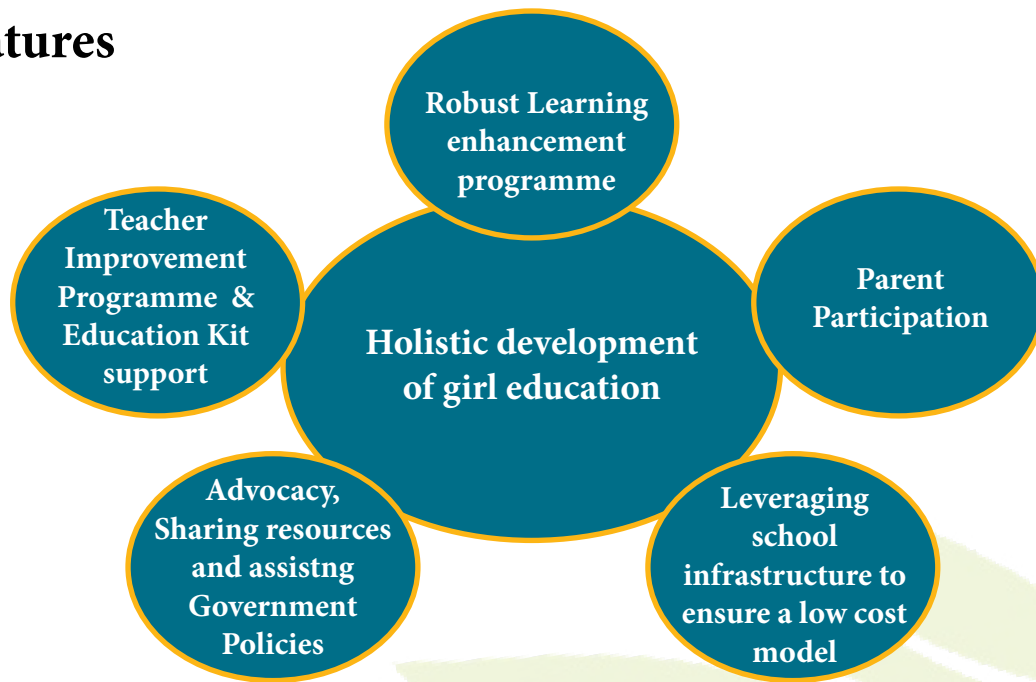 atures
Robust Learning
enhancement
programme
Teacher
Improvement
Programme &
Education Kit
support
Parent
Participation
Holistic development
of girl education
Advocacy,
Sharing resources
and assistng
Government
Policies
Leveraging
school
infrastructure to
ensure a low cost
model